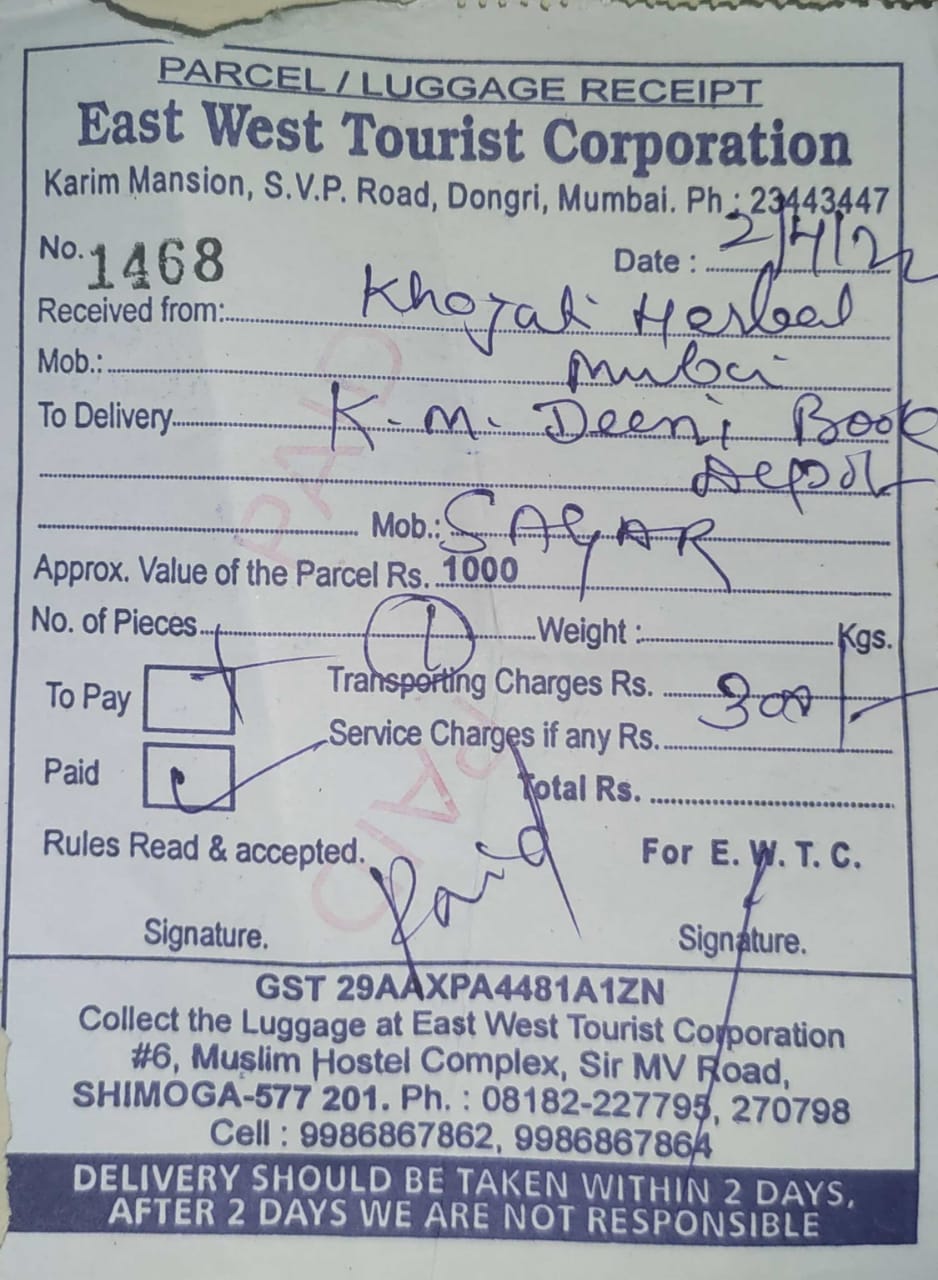 PARCEL / LUGGAGE RECEIPT
East West Tourist Corporation
Karim Mansion, S.V.P. Road, Dongri, Mumbai. Ph.: 23443447
No. 1468
Date : 2/4/22
Received from: Khojati Herbal
Mob.: Mubai
To Delivery K. M. Deeni Book
Depot
Mob.: SAGAR
Approx. Value of the Parcel Rs. 1000
No. of Pieces 1 Weight : Kgs.
To Pay Transporting Charges Rs. 300/-
Service Charges if any Rs.
Paid Total Rs.
Rules Read & accepted. Paid For E. W. T. C.
Signature. Signature.
PAID
PAID
GST 29AAXPA4481A1ZN
Collect the Luggage at East West Tourist Corporation
#6, Muslim Hostel Complex, Sir MV Road,
SHIMOGA-577 201. Ph. : 08182-227795, 270798
Cell : 9986867862, 9986867864
DELIVERY SHOULD BE TAKEN WITHIN 2 DAYS,
AFTER 2 DAYS WE ARE NOT RESPONSIBLE